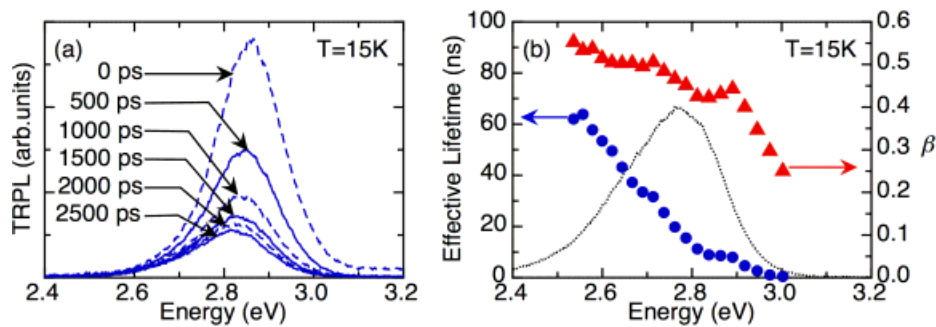 (a)
T=15K
0 ps
500 ps
1000 ps
1500 ps
2000 ps
2500 ps
TRPL (arb.units)
2.4 2.6 2.8 3.0 3.2
Energy (eV)
(b)
T=15K
100
80
60
40
20
0
Effective Lifetime (ns)
0.6
0.5
0.4
0.3
0.2
0.1
0.0
β
2.4 2.6 2.8 3.0 3.2
Energy (eV)